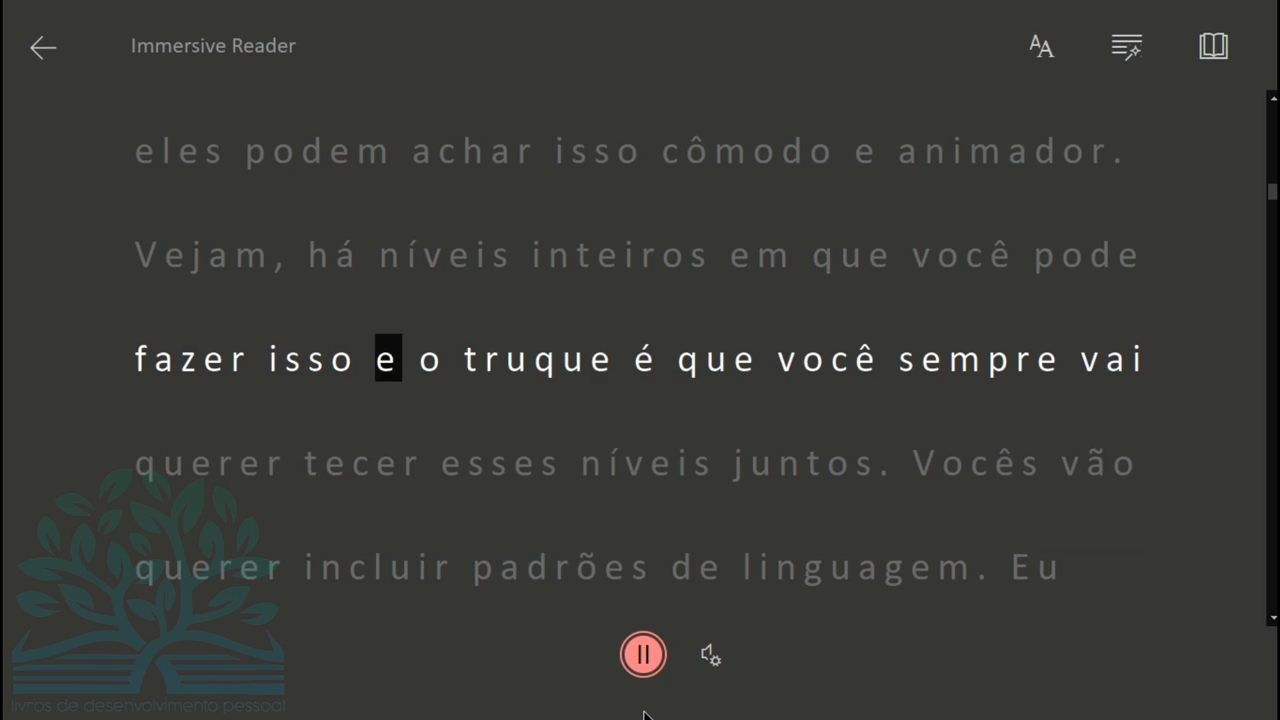 Immersive Reader
eles podem achar isso cômodo e animador.
Vejam, há níveis inteiros em que você pode
fazer isso e o truque é que você sempre vai
querer tecer esses níveis juntos. Vocês vão
querer incluir padrões de linguagem. Eu
livros de desenvolvimento pessoal